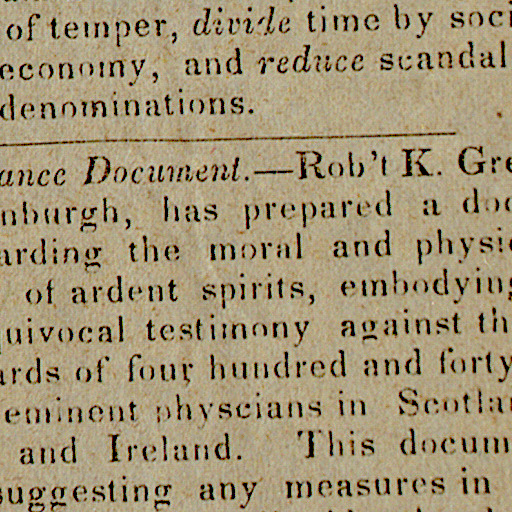 of temper, divide time by soci
economy, and reduce scandal
denominations.
ance Document.—Rob't K. Gre
nburgh, has prepared a doc
arding the moral and physic
of ardent spirits, embodying
quivocal testimony against th
ards of four hundred and forty
eminent physcians in Scotla
and Ireland. This docum
suggesting any measures in